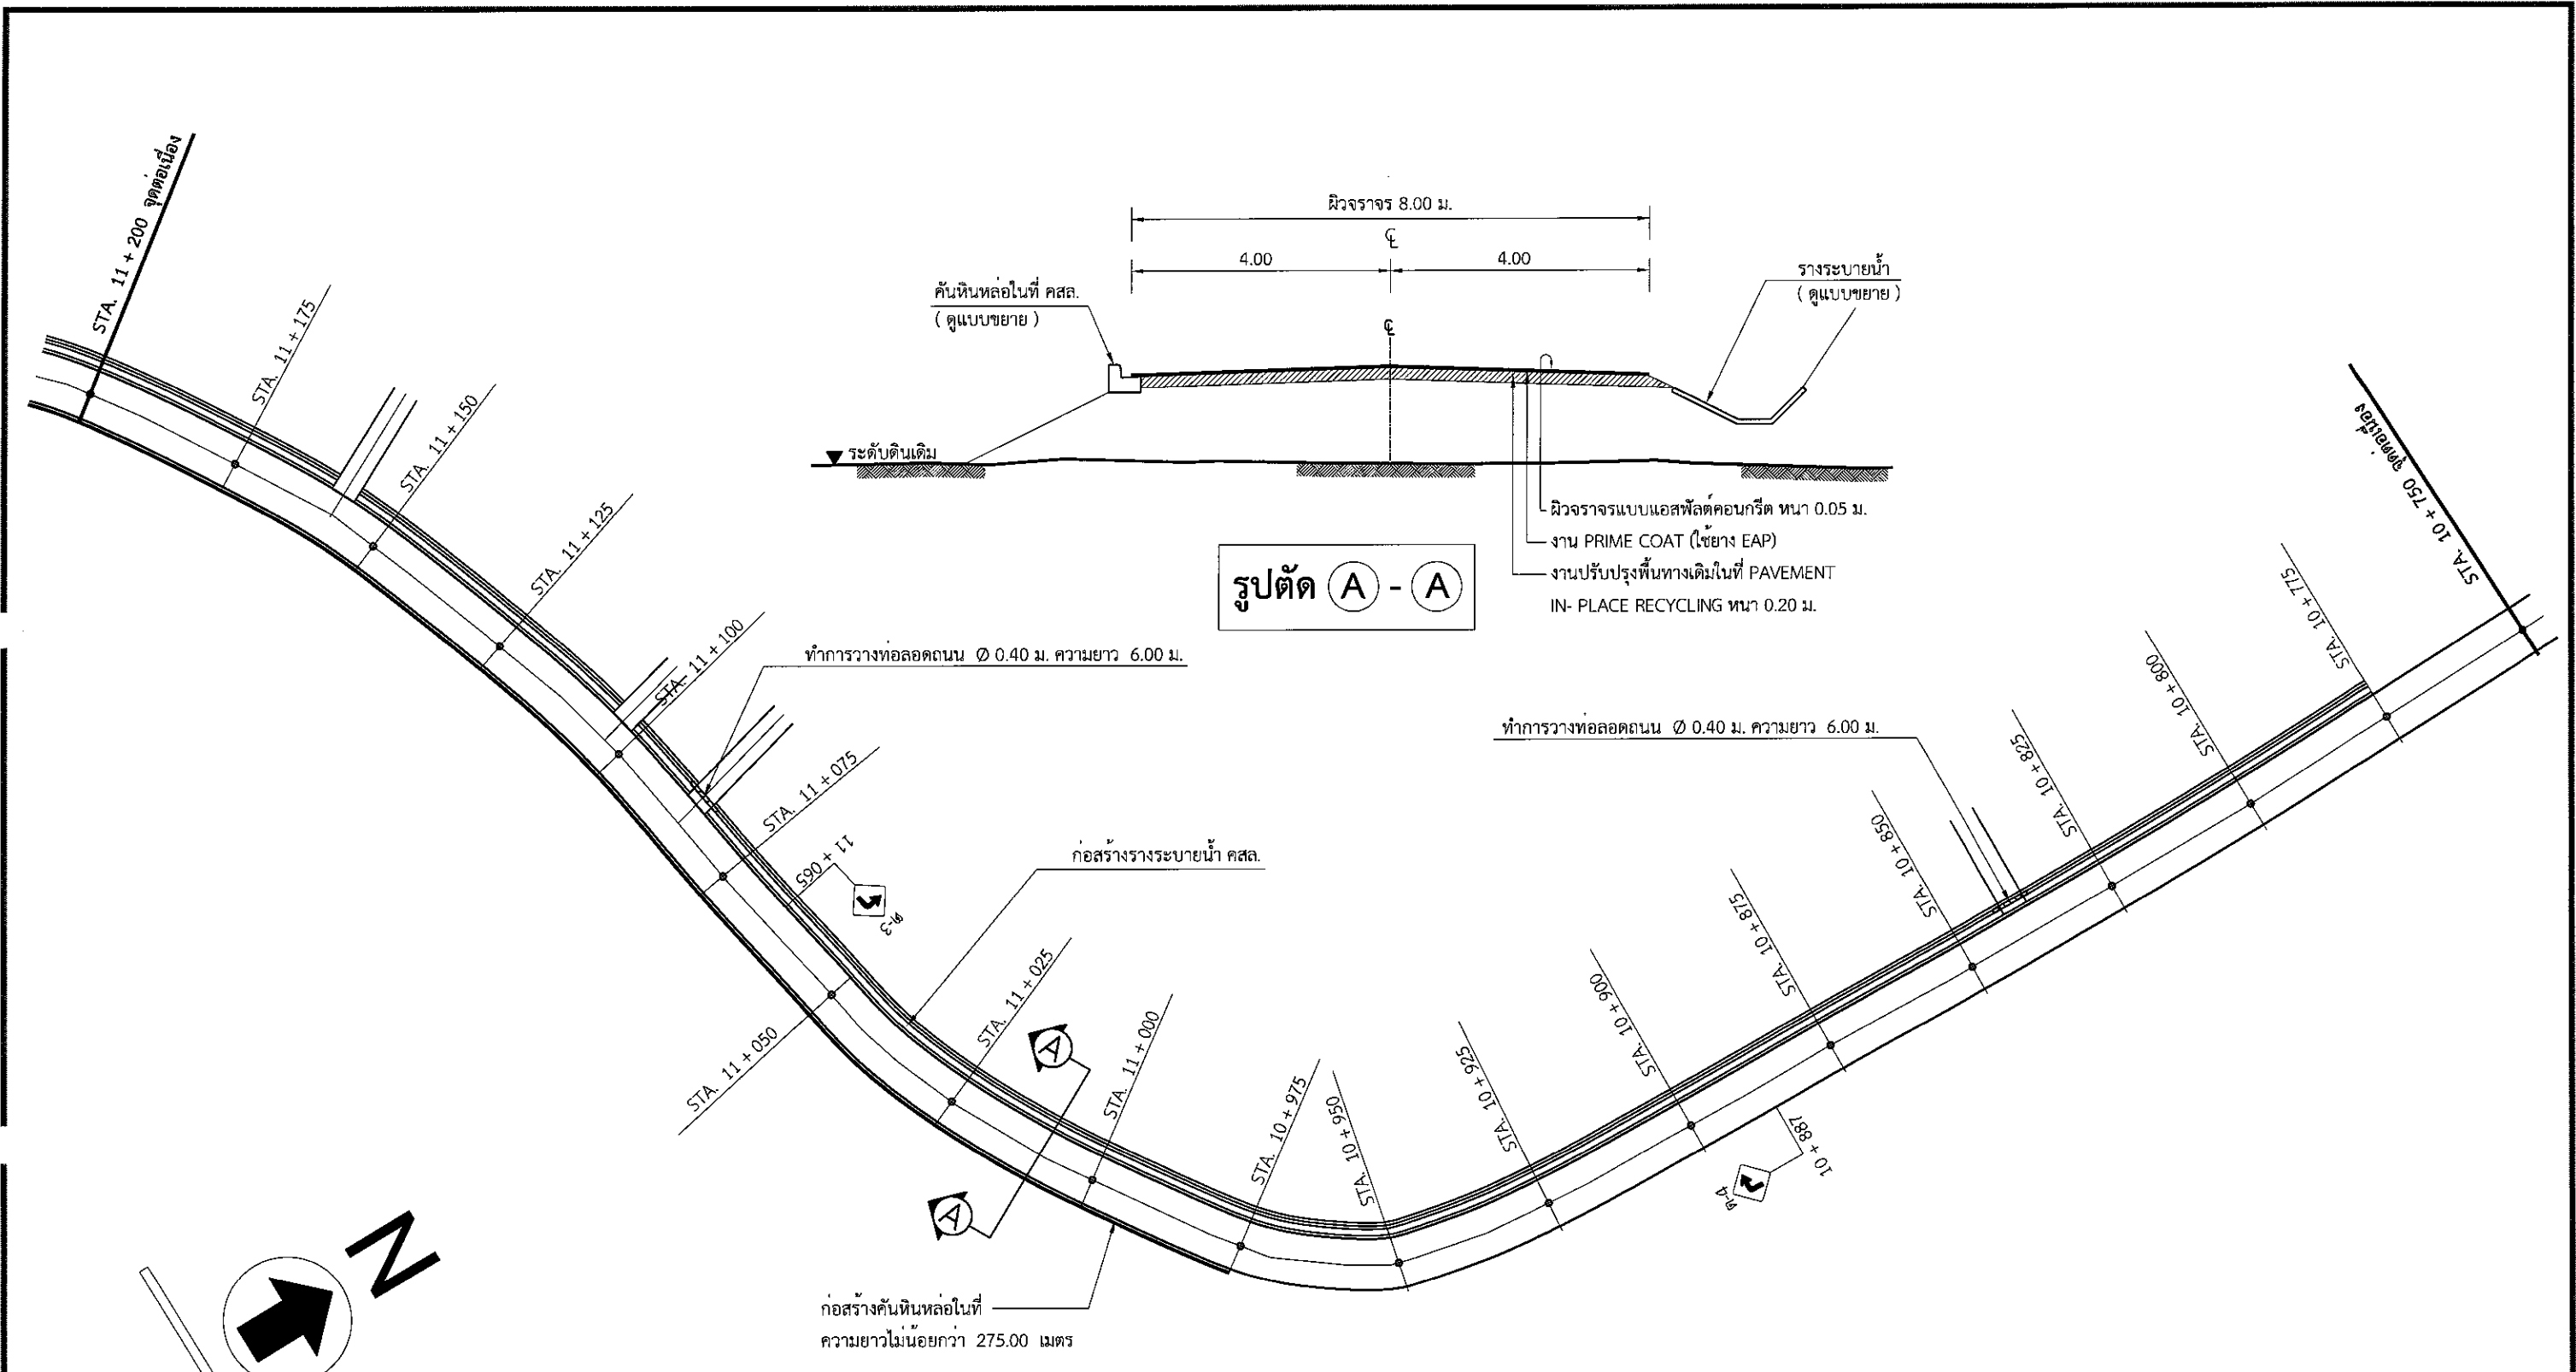 STA. 11 + 200 จุดต่อเนื่อง
STA. 11 + 175
STA. 11 + 150
STA. 11 + 125
STA. 11 + 100
ผิวจราจร 8.00 ม.
℄
4.00
4.00
คันหินหล่อในที่ คสล.
( ดูแบบขยาย )
รางระบายน้ำ
( ดูแบบขยาย )
℄
ระดับดินเดิม
ผิวจราจรแบบแอสฟัลต์คอนกรีต หนา 0.05 ม.
งาน PRIME COAT (ใช้ยาง EAP)
งานปรับปรุงพื้นทางเดิมในที่ PAVEMENT
IN- PLACE RECYCLING หนา 0.20 ม.
รูปตัด A - A
ทำการวางท่อลอดถนน Ø 0.40 ม. ความยาว 6.00 ม.
STA. 11 + 075
11 + 065
ต-3
ก่อสร้างรางระบายน้ำ คสล.
STA. 11 + 050
STA. 11 + 025
A
STA. 11 + 000
A
STA. 10 + 975
STA. 10 + 950
STA. 10 + 925
STA. 10 + 900
10 + 887
ต-4
STA. 10 + 875
STA. 10 + 850
ทำการวางท่อลอดถนน Ø 0.40 ม. ความยาว 6.00 ม.
STA. 10 + 825
STA. 10 + 800
STA. 10 + 775
STA. 10 + 750 จุดต่อเนื่อง
ก่อสร้างคันหินหล่อในที่
ความยาวไม่น้อยกว่า 275.00 เมตร
N